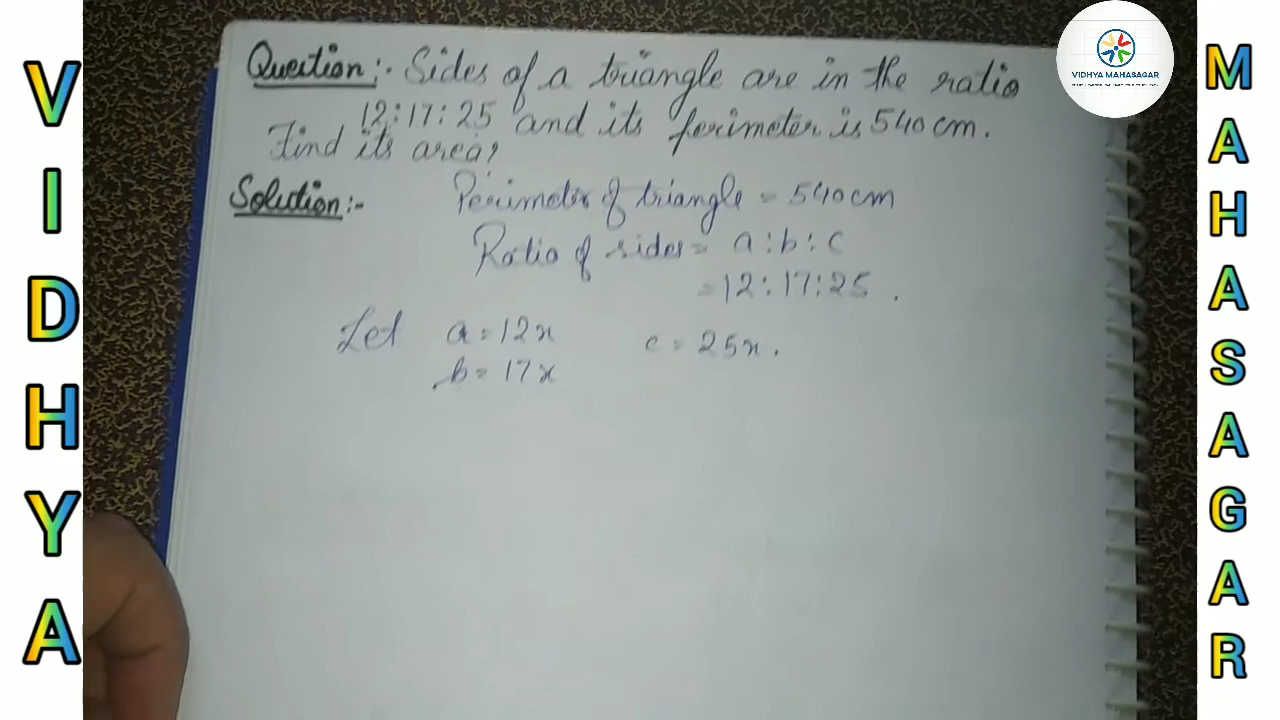 VIDHYA
Question:- Sides of a triangle are in the ratio
12:17:25 and its perimeter is 540 cm.
Find its area?
Solution:- Perimeter of triangle = 540 cm
Ratio of sides = a:b:c
= 12:17:25.
Let a = 12x c = 25x.
b = 17x
VIDHYA MAHASAGAR
MAHASAGAR